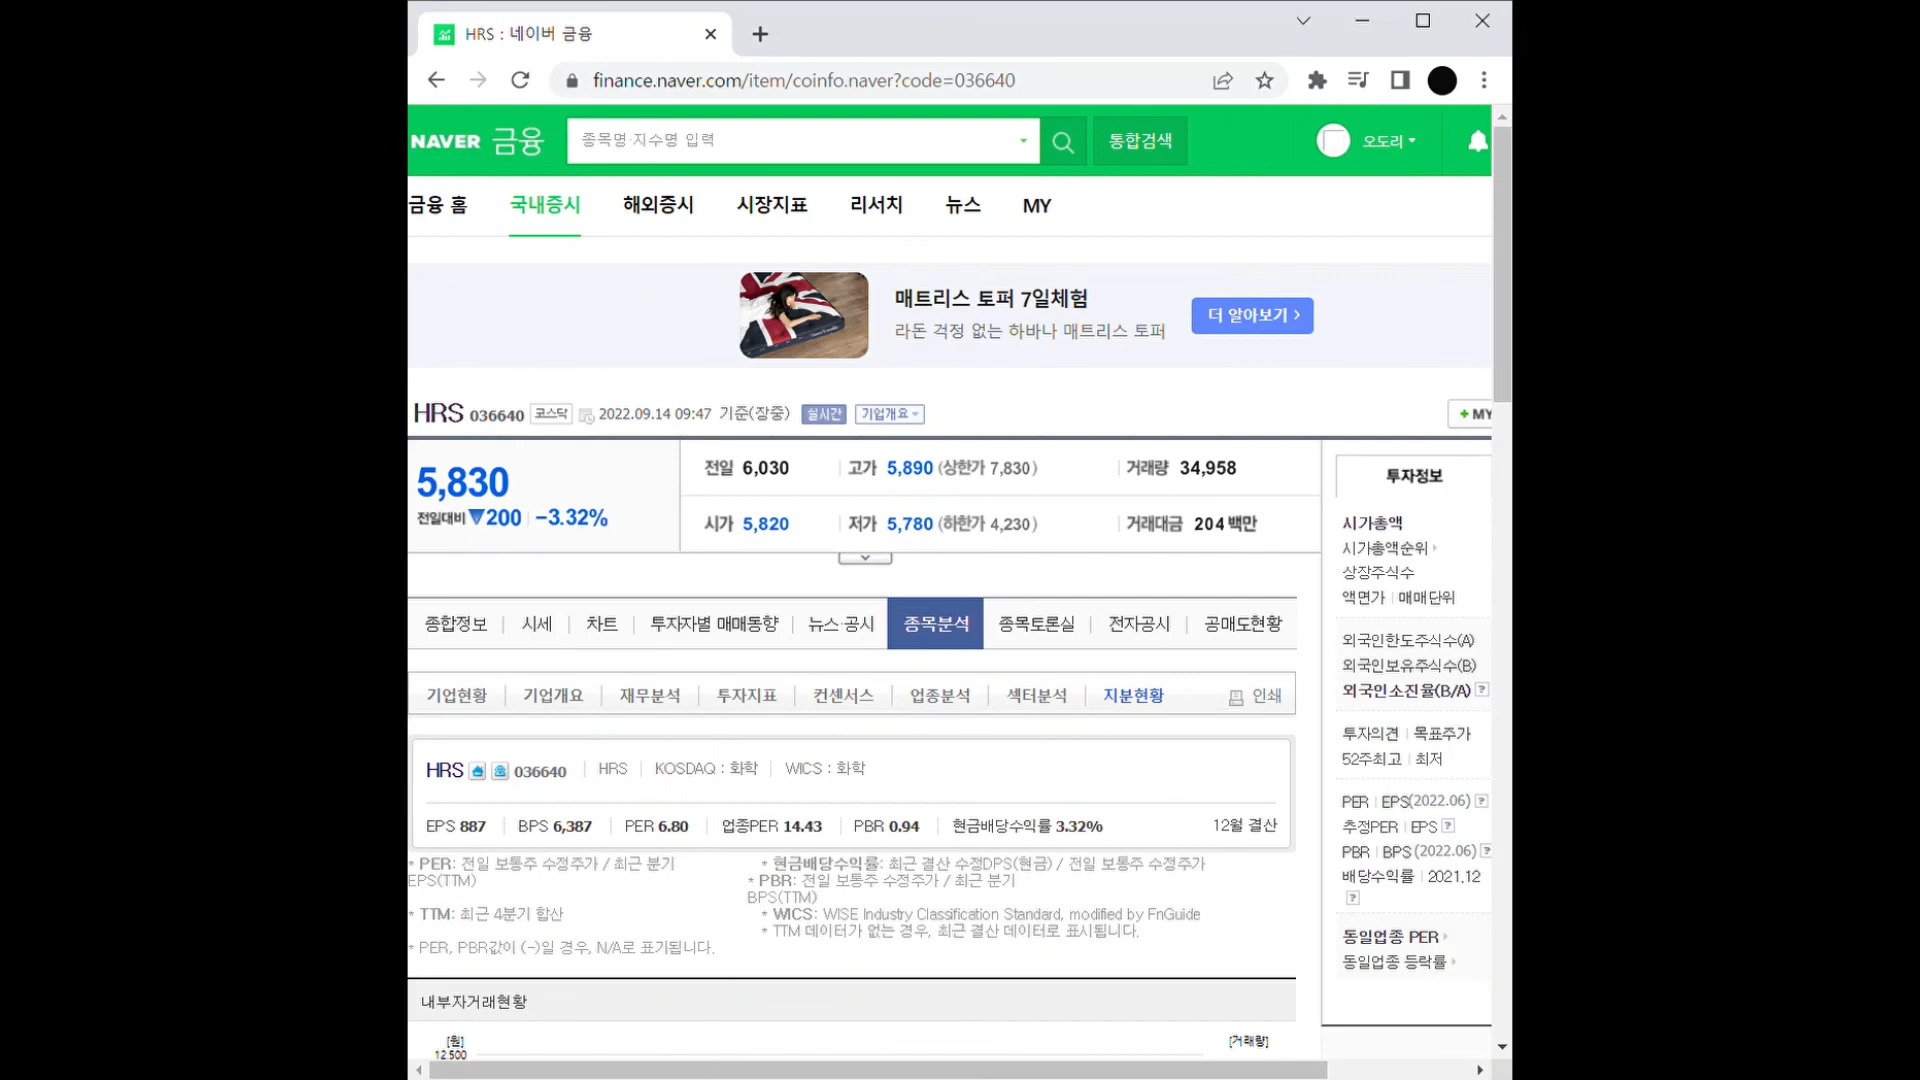 HRS : 네이버 금융
finance.naver.com/item/coinfo.naver?code=036640
NAVER 금융 종목명·지수명 입력 통합검색 오도리
금융 홈 국내증시 해외증시 시장지표 리서치 뉴스 MY
매트리스 토퍼 7일체험
라돈 걱정 없는 하바나 매트리스 토퍼
더 알아보기 >
HRS 036640 코스닥 2022.09.14 09:47 기준(장중) 실시간 기업개요
+ MY
5,830
전일대비 ▼200 -3.32%
전일 6,030 고가 5,890 (상한가 7,830) 거래량 34,958
시가 5,820 저가 5,780 (하한가 4,230) 거래대금 204 백만
종합정보 시세 차트 투자자별 매매동향 뉴스·공시 종목분석 종목토론실 전자공시 공매도현황
기업현황 기업개요 재무분석 투자지표 컨센서스 업종분석 섹터분석 지분현황 인쇄
HRS 036640 HRS KOSDAQ : 화학 WICS : 화학
EPS 887 BPS 6,387 PER 6.80 업종PER 14.43 PBR 0.94 현금배당수익률 3.32% 12월 결산
* PER: 전일 보통주 수정주가 / 최근 분기
EPS(TTM)
* TTM: 최근 4분기 합산
* PER, PBR값이 (-)일 경우, N/A로 표기됩니다.
* 현금배당수익률: 최근 결산 수정DPS(현금) / 전일 보통주 수정주가
* PBR: 전일 보통주 수정주가 / 최근 분기
BPS(TTM)
* WICS: WISE Industry Classification Standard, modified by FnGuide
* TTM 데이터가 없는 경우, 최근 결산 데이터로 표시됩니다.
내부자거래현황
[원]
12,500
[거래량]
투자정보
시가총액
시가총액순위
상장주식수
액면가 매매단위
외국인한도주식수(A)
외국인보유주식수(B)
외국인소진율(B/A) ?
투자의견 목표주가
52주최고 최저
PER EPS(2022.06) ?
추정PER EPS ?
PBR BPS (2022.06) ?
배당수익률 2021.12
?
동일업종 PER
동일업종 등락률